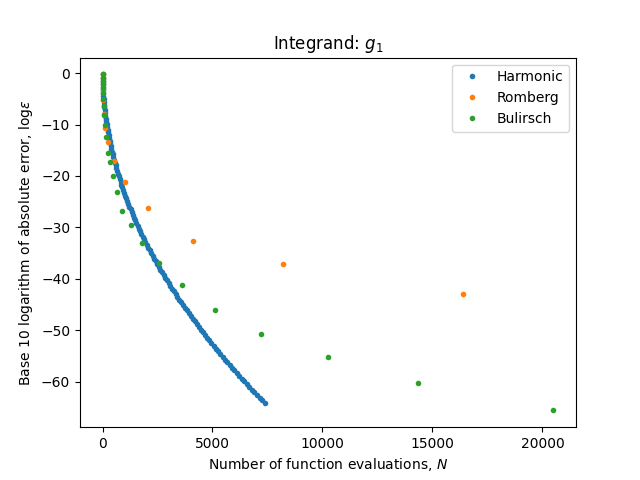 Integrand: g₁
Harmonic
Romberg
Bulirsch
Base 10 logarithm of absolute error, logε
0
−10
−20
−30
−40
−50
−60
0 5000 10000 15000 20000
Number of function evaluations, N